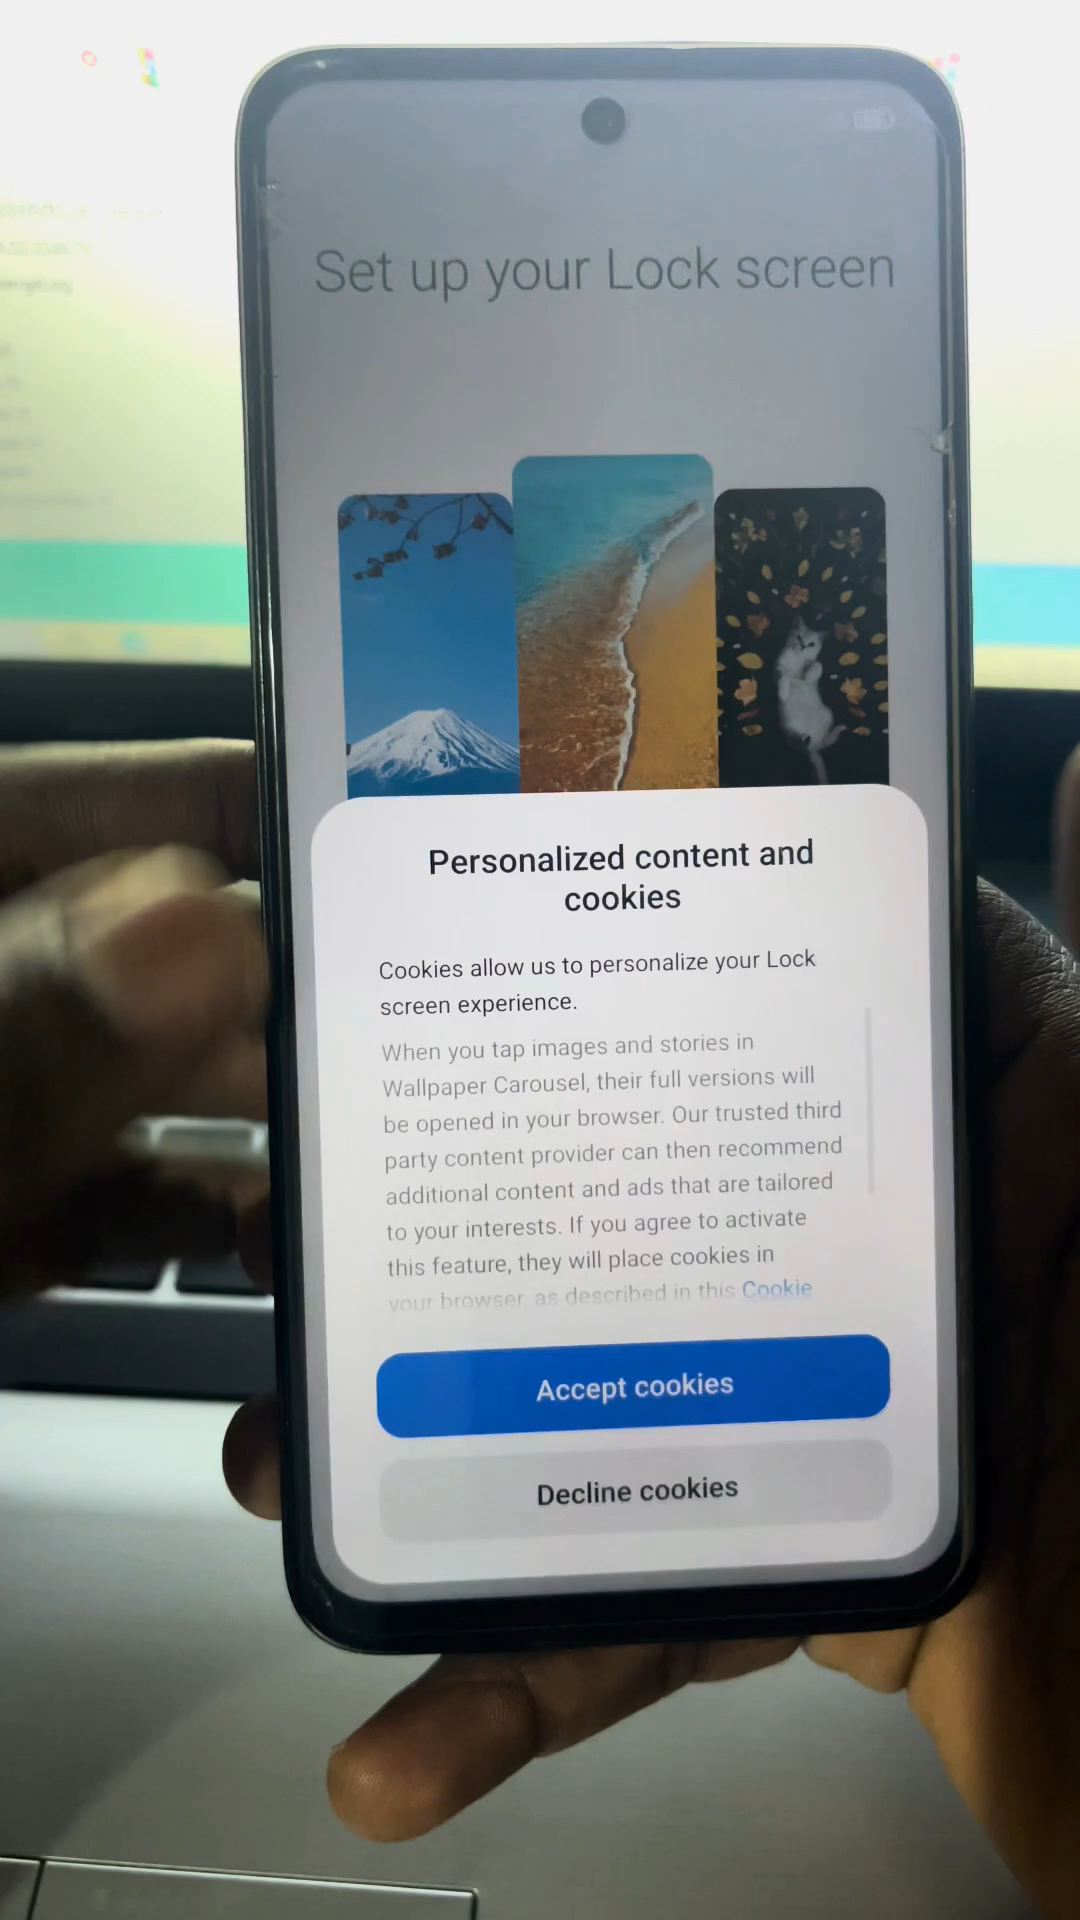 Set up your Lock screen
Personalized content and
cookies
Cookies allow us to personalize your Lock
screen experience.
When you tap images and stories in
Wallpaper Carousel, their full versions will
be opened in your browser. Our trusted third
party content provider can then recommend
additional content and ads that are tailored
to your interests. If you agree to activate
this feature, they will place cookies in
your browser, as described in this Cookie
Accept cookies
Decline cookies